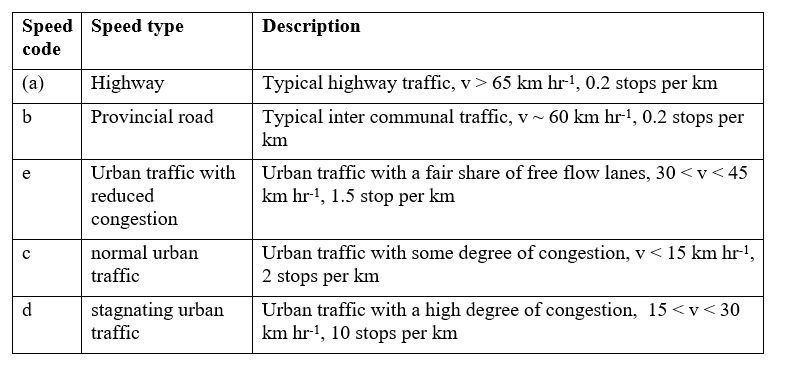 Speed code | Speed type | Description
(a) | Highway | Typical highway traffic, v > 65 km hr⁻¹, 0.2 stops per km
b | Provincial road | Typical inter communal traffic, v ~ 60 km hr⁻¹, 0.2 stops per km
e | Urban traffic with reduced congestion | Urban traffic with a fair share of free flow lanes, 30 < v < 45 km hr⁻¹, 1.5 stop per km
c | normal urban traffic | Urban traffic with some degree of congestion, v < 15 km hr⁻¹, 2 stops per km
d | stagnating urban traffic | Urban traffic with a high degree of congestion, 15 < v < 30 km hr⁻¹, 10 stops per km